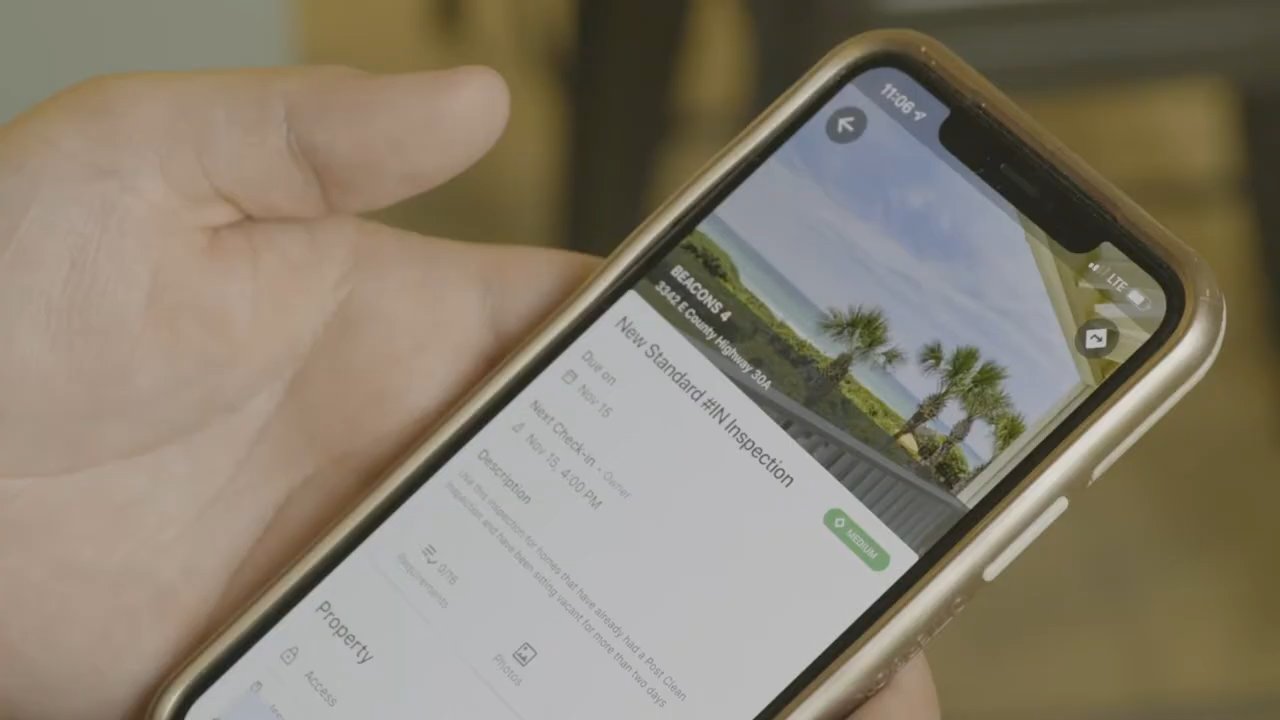 11:06
LTE
BEACONS 4
3342 E County Highway 30A
New Standard #IN Inspection
Due on
Nov 15
MEDIUM
Next Check-in - Owner
Nov 15, 4:00 PM
Description
Use this inspection for homes that have already had a Post Clean
Inspection and have been sitting vacant for more than two days
0/16
Requirements
Photos
Property
Access